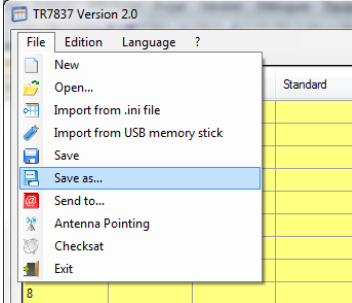 TR7837 Version 2.0
File Edition Language ?
New
Open...
Standard
Import from .ini file
Import from USB memory stick
Save
Save as...
Send to...
Antenna Pointing
Checksat
Exit
8